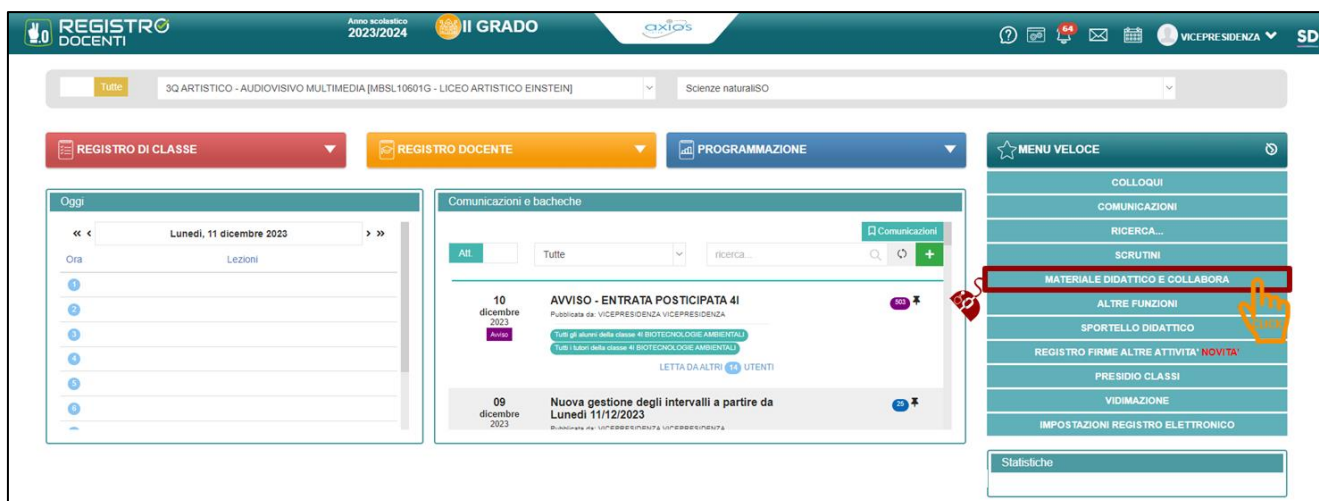 REGISTRO
DOCENTI
Anno scolastico
2023/2024
II GRADO
axios
64
VICEPRESIDENZA
SD
Tutte
3Q ARTISTICO - AUDIOVISIVO MULTIMEDIA [MBSL10601G - LICEO ARTISTICO EINSTEIN]
Scienze naturaliSO
REGISTRO DI CLASSE
REGISTRO DOCENTE
PROGRAMMAZIONE
MENU VELOCE
Oggi
« < Lunedì, 11 dicembre 2023 > »
Ora Lezioni
1
2
3
4
5
6
Comunicazioni e bacheche
Comunicazioni
Att. Tutte ricerca...
10 dicembre 2023
Avviso
AVVISO - ENTRATA POSTICIPATA 4I
503
Pubblicata da: VICEPRESIDENZA VICEPRESIDENZA
Tutti gli alunni della classe 4I BIOTECNOLOGIE AMBIENTALI
Tutti i tutori della classe 4I BIOTECNOLOGIE AMBIENTALI
LETTA DA ALTRI 14 UTENTI
09 dicembre 2023
Nuova gestione degli intervalli a partire da
Lunedì 11/12/2023
25
Pubblicata da: VICEPRESIDENZA VICEPRESIDENZA
COLLOQUI
COMUNICAZIONI
RICERCA...
SCRUTINI
MATERIALE DIDATTICO E COLLABORA
ALTRE FUNZIONI
SPORTELLO DIDATTICO
REGISTRO FIRME ALTRE ATTIVITA' NOVITA'
PRESIDIO CLASSI
VIDIMAZIONE
IMPOSTAZIONI REGISTRO ELETTRONICO
CLICK
Statistiche